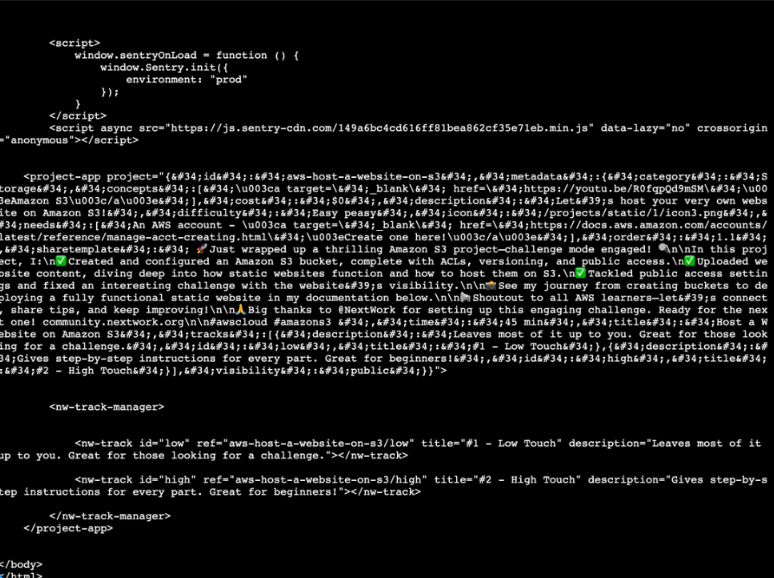 <script>
window.sentryOnLoad = function () {
window.Sentry.init({
environment: "prod"
});
}
</script>
<script async src="https://js.sentry-cdn.com/149a6bc4cd616ff81bea862cf35e71eb.min.js" data-lazy="no" crossorigin
="anonymous"></script>
<project-app project="{&#34;id&#34;:&#34;aws-host-a-website-on-s3&#34;,&#34;metadata&#34;:{&#34;category&#34;:&#34;S
torage&#34;,&#34;concepts&#34;:[&#34;\u003ca target=\&#34;_blank\&#34; href=\&#34;https://youtu.be/R0fqpQd9mSM\&#34;\u00
3eAmazon S3\u003c/a\u003e&#34;],&#34;cost&#34;:&#34;$0&#34;,&#34;description&#34;:&#34;Let&#39;s host your very own webs
ite on Amazon S3!&#34;,&#34;difficulty&#34;:&#34;Easy peasy&#34;,&#34;icon&#34;:&#34;/projects/static/1/icon3.png&#34;,&
#34;needs&#34;:[&#34;An AWS account - \u003ca target=\&#34;_blank\&#34; href=\&#34;https://docs.aws.amazon.com/accounts/
latest/reference/manage-acct-creating.html\&#34;\u003eCreate one here!\u003c/a\u003e&#34;],&#34;order&#34;:&#34;1.1&#34;
,&#34;sharetemplate&#34;:&#34; 🚀Just wrapped up a thrilling Amazon S3 project—challenge mode engaged! 🔍\n\nIn this proj
ect, I:\n✅Created and configured an Amazon S3 bucket, complete with ACLs, versioning, and public access.\n✅Uploaded we
bsite content, diving deep into how static websites function and how to host them on S3.\n✅Tackled public access settin
gs and fixed an interesting challenge with the website&#39;s visibility.\n\n📸See my journey from creating buckets to de
ploying a fully functional static website in my documentation below.\n\n📢Shoutout to all AWS learners—let&#39;s connect
, share tips, and keep improving!\n\n🙏Big thanks to @NextWork for setting up this engaging challenge. Ready for the nex
t one! community.nextwork.org\n\n#awscloud #amazons3 &#34;,&#34;time&#34;:&#34;45 min&#34;,&#34;title&#34;:&#34;Host a W
ebsite on Amazon S3&#34;,&#34;tracks&#34;:[{&#34;description&#34;:&#34;Leaves most of it up to you. Great for those look
ing for a challenge.&#34;,&#34;id&#34;:&#34;low&#34;,&#34;title&#34;:&#34;#1 - Low Touch&#34;},{&#34;description&#34;:&#
34;Gives step-by-step instructions for every part. Great for beginners!&#34;,&#34;id&#34;:&#34;high&#34;,&#34;title&#34;
:&#34;#2 - High Touch&#34;}],&#34;visibility&#34;:&#34;public&#34;}}">
<nw-track-manager>
<nw-track id="low" ref="aws-host-a-website-on-s3/low" title="#1 - Low Touch" description="Leaves most of it
up to you. Great for those looking for a challenge."></nw-track>
<nw-track id="high" ref="aws-host-a-website-on-s3/high" title="#2 - High Touch" description="Gives step-by-s
tep instructions for every part. Great for beginners!"></nw-track>
</nw-track-manager>
</project-app>
</body>
</html>